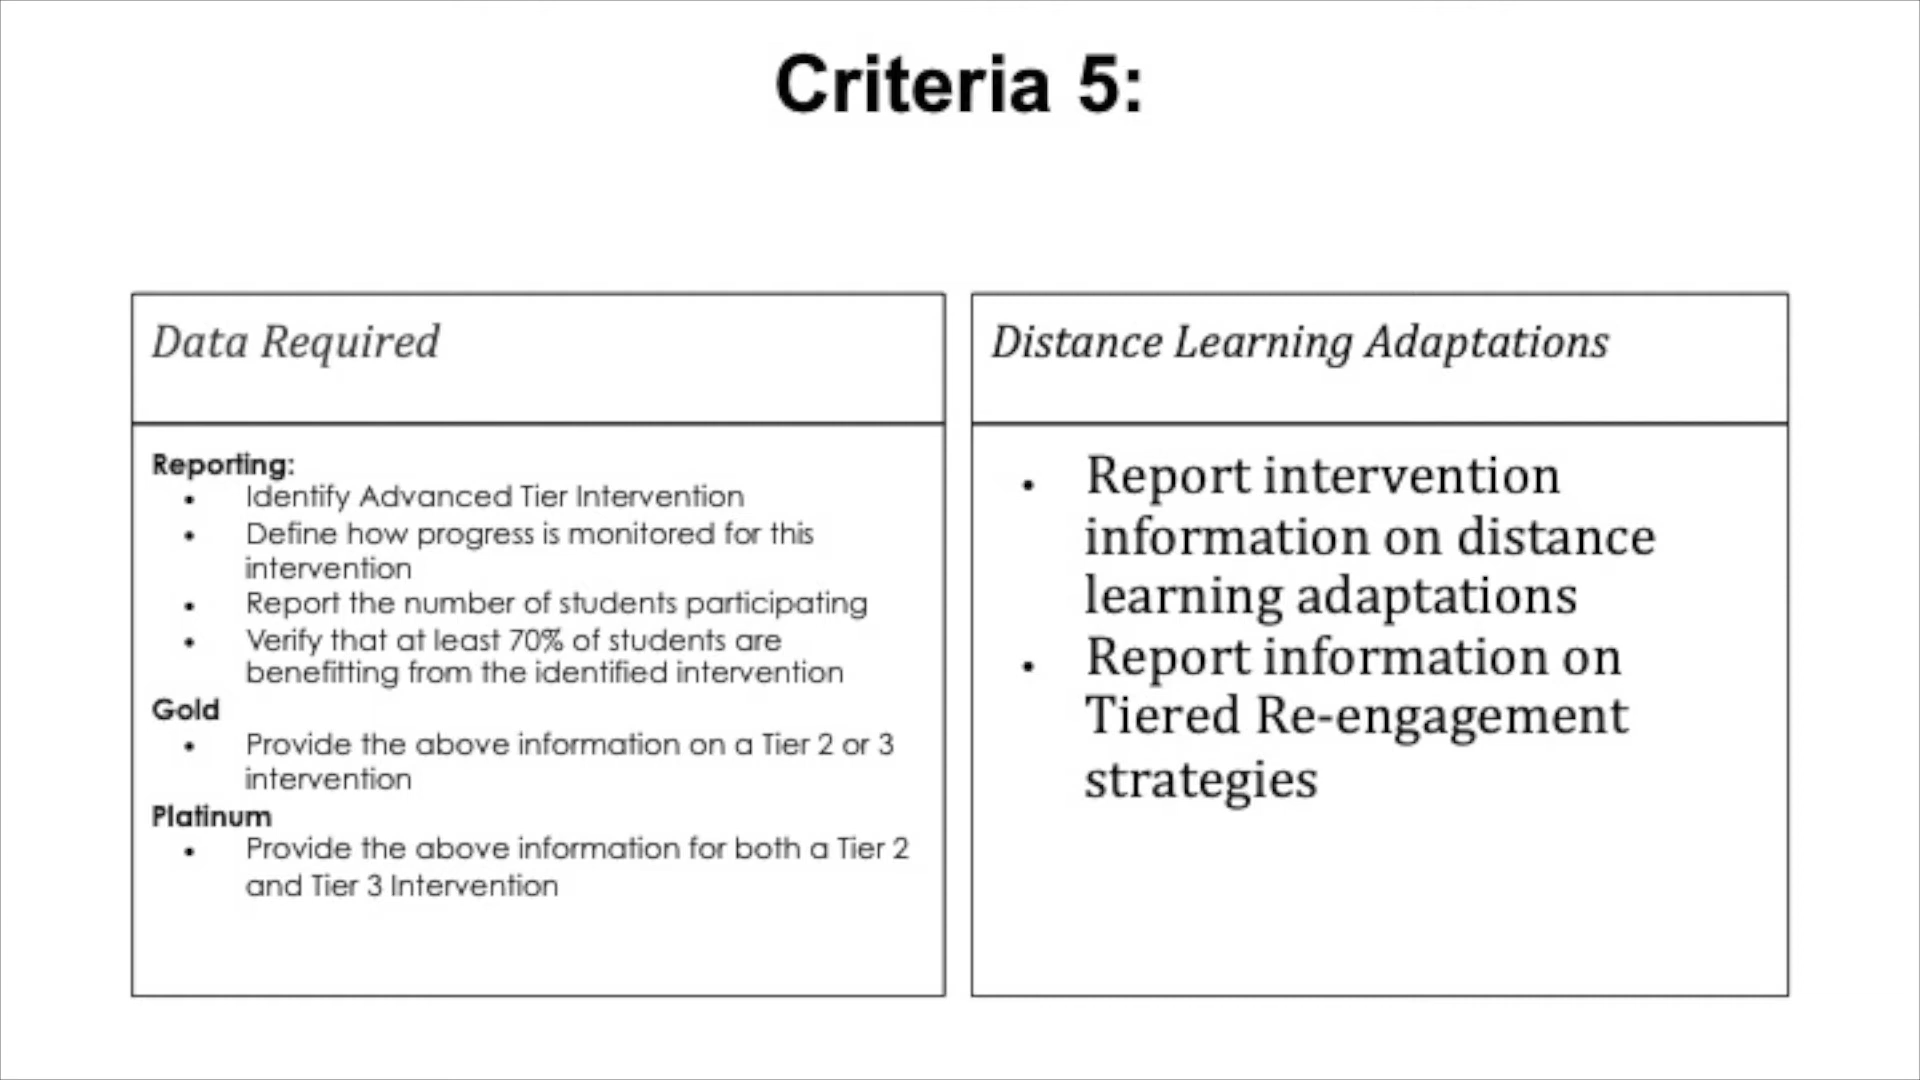 Criteria 5:
Data Required
Reporting:
• Identify Advanced Tier Intervention
• Define how progress is monitored for this
intervention
• Report the number of students participating
• Verify that at least 70% of students are
benefitting from the identified intervention
Gold
• Provide the above information on a Tier 2 or 3
intervention
Platinum
• Provide the above information for both a Tier 2
and Tier 3 Intervention
Distance Learning Adaptations
• Report intervention
information on distance
learning adaptations
• Report information on
Tiered Re-engagement
strategies